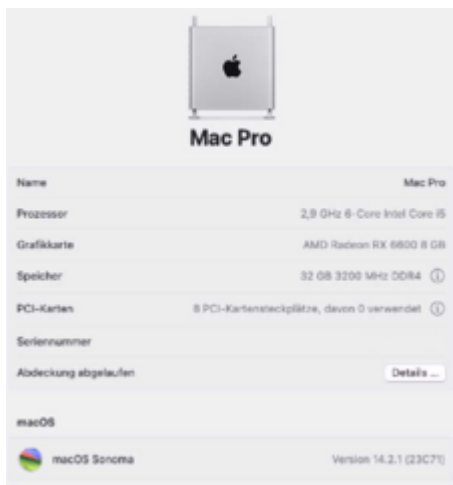 Mac Pro
Name Mac Pro
Prozessor 2,9 GHz 6-Core Intel Core i5
Grafikkarte AMD Radeon RX 6600 8 GB
Speicher 32 GB 3200 MHz DDR4
PCI-Karten 8 PCI-Kartensteckplätze, davon 0 verwendet
Seriennummer
Abdeckung abgelaufen Details ...
macOS
macOS Sonoma Version 14.2.1 (23C71)